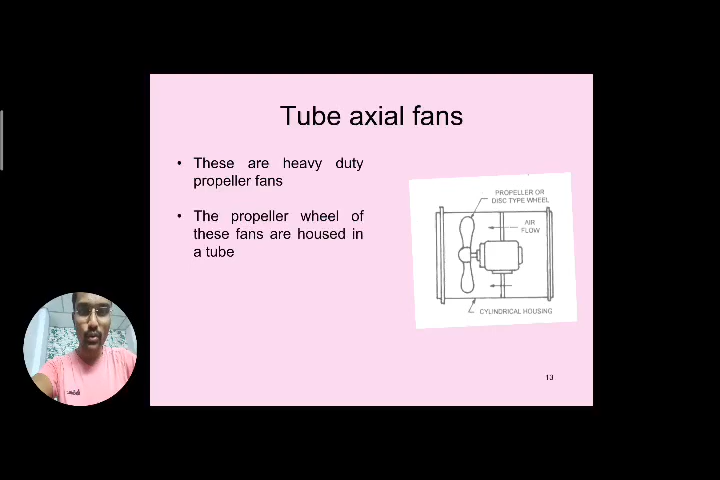 Tube axial fans
• These are heavy duty
propeller fans
• The propeller wheel of
these fans are housed in
a tube
PROPELLER OR
DISC TYPE WHEEL
AIR
FLOW
CYLINDRICAL HOUSING
13